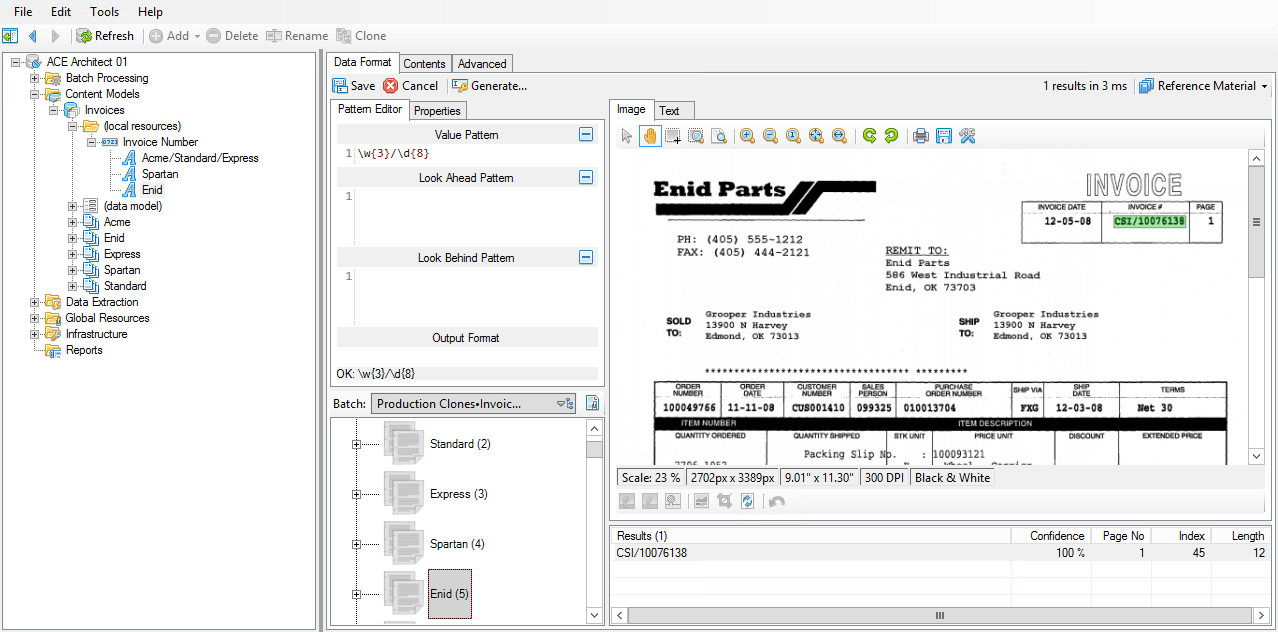 File Edit Tools Help
Refresh Add Delete Rename Clone
ACE Architect 01
Batch Processing
Content Models
Invoices
(local resources)
Invoice Number
Acme/Standard/Express
Spartan
Enid
(data model)
Acme
Enid
Express
Spartan
Standard
Data Extraction
Global Resources
Infrastructure
Reports
Data Format Contents Advanced
Save Cancel Generate... 1 results in 3 ms Reference Material
Pattern Editor Properties
Value Pattern
1 \w{3}/\d{8}
Look Ahead Pattern
1
Look Behind Pattern
1
Output Format
OK: \w{3}/\d{8}
Batch: Production Clones•Invoic...
Standard (2)
Express (3)
Spartan (4)
Enid (5)
Image Text
Enid Parts
INVOICE
INVOICE DATE INVOICE # PAGE
12-05-08 CSI/10076138 1
PH: (405) 555-1212
FAX: (405) 444-2121
REMIT TO:
Enid Parts
586 West Industrial Road
Enid, OK 73703
SOLD TO:
Grooper Industries
13900 N Harvey
Edmond, OK 73013
SHIP TO:
Grooper Industries
13900 N Harvey
Edmond, OK 73013
ORDER NUMBER ORDER DATE CUSTOMER NUMBER SALES PERSON PURCHASE ORDER NUMBER SHIP VIA SHIP DATE TERMS
100049766 11-11-08 CUS001410 099325 010013704 FXG 12-03-08 Net 30
ITEM NUMBER ITEM DESCRIPTION
QUANTITY ORDERED QUANTITY SHIPPED STK UNIT PRICE UNIT DISCOUNT EXTENDED PRICE
Packing Slip No. : 100093121
Scale: 23 % 2702px x 3389px 9.01" x 11.30" 300 DPI Black & White
Results (1) Confidence Page No Index Length
CSI/10076138 100 % 1 45 12